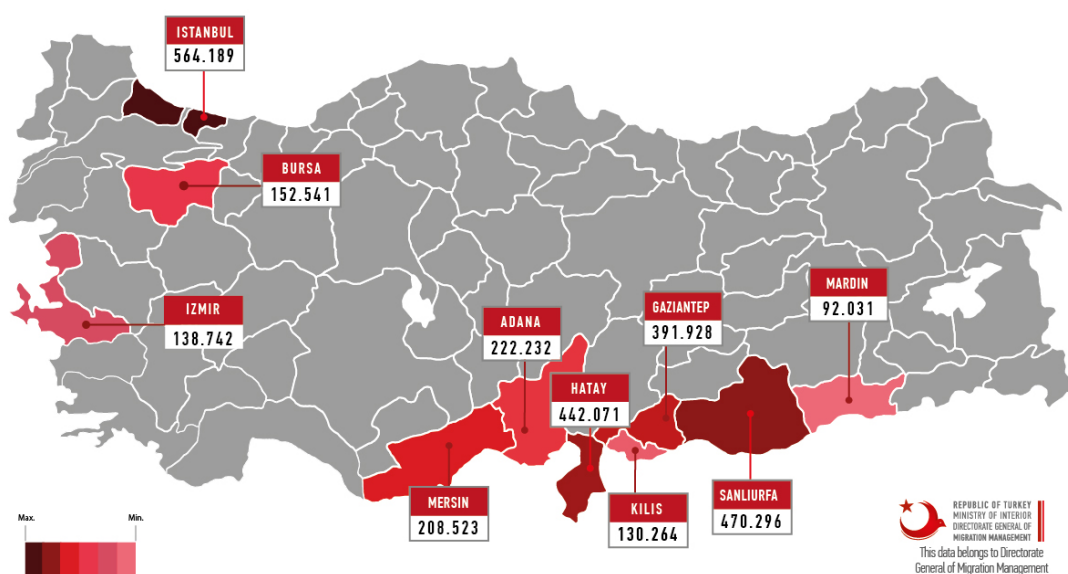 ISTANBUL
564.189
BURSA
152.541
IZMIR
138.742
ADANA
222.232
GAZIANTEP
391.928
MARDIN
92.031
HATAY
442.071
MERSIN
208.523
KILIS
130.264
SANLIURFA
470.296
Max.
Min.
REPUBLIC OF TURKEY
MINISTRY OF INTERIOR
DIRECTORATE GENERAL OF
MIGRATION MANAGEMENT
This data belongs to Directorate
General of Migration Management